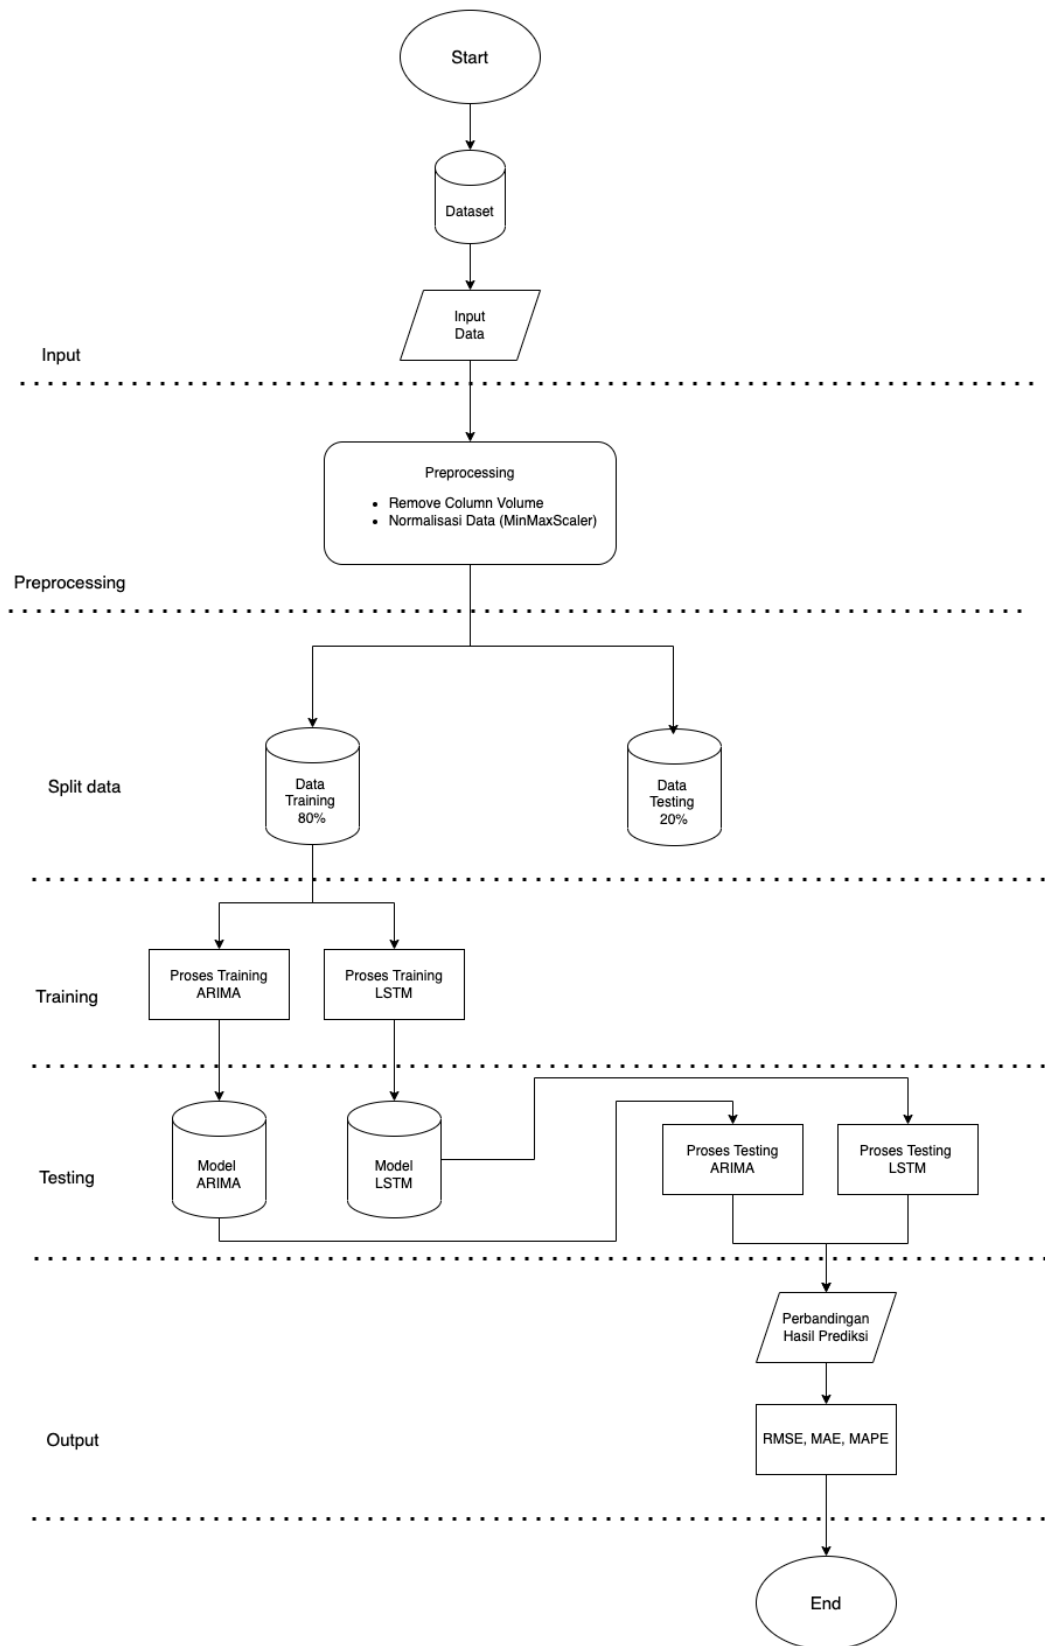 Start
Dataset
Input
Data
Input
Preprocessing
• Remove Column Volume
• Normalisasi Data (MinMaxScaler)
Preprocessing
Split data
Data
Training
80%
Data
Testing
20%
Training
Proses Training
ARIMA
Proses Training
LSTM
Testing
Model
ARIMA
Model
LSTM
Proses Testing
ARIMA
Proses Testing
LSTM
Perbandingan
Hasil Prediksi
Output
RMSE, MAE, MAPE
End